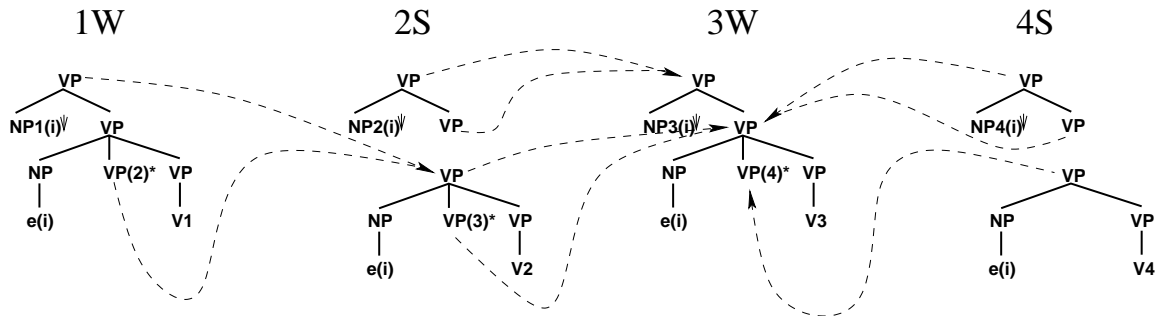 1W 2S 3W 4S
VP VP VP VP
NP1(i) VP NP2(i) VP NP3(i) VP NP4(i) VP
NP VP(2)* VP VP NP VP(4)* VP VP
e(i) V1 NP VP(3)* VP e(i) V3 NP VP
e(i) V2 e(i) V4